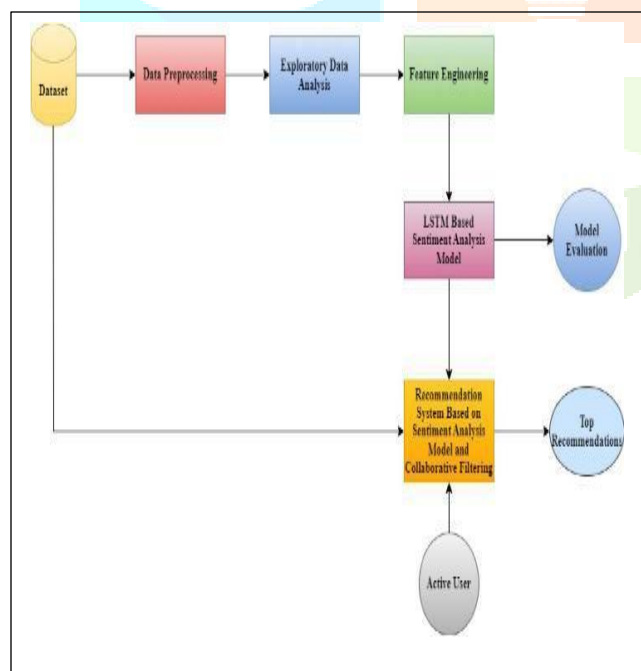 Dataset
Data Preprocessing
Exploratory Data
Analysis
Feature Engineering
LSTM Based
Sentiment Analysis
Model
Model
Evaluation
Recommendation
System Based on
Sentiment Analysis
Model and
Collaborative Filtering
Top
Recommendations
Active User